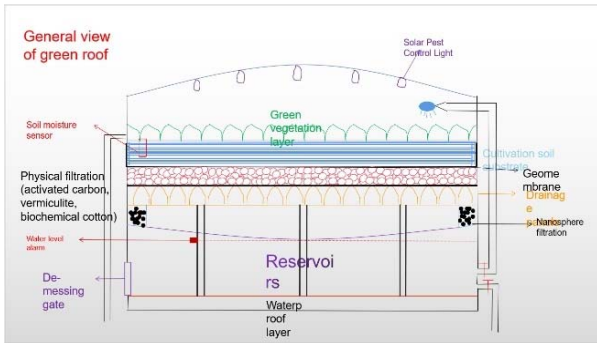 General view
of green roof
Solar Pest
Control Light
Soil moisture
sensor
Green
vegetation
layer
Cultivation soil
substrate
Physical filtration
(activated carbon,
vermiculite,
biochemical cotton)
Geome
mbrane
Drainag
e
Nanosphere
filtration
Water level
alarm
Reservoi
rs
De-
messing
gate
Waterp
roof
layer